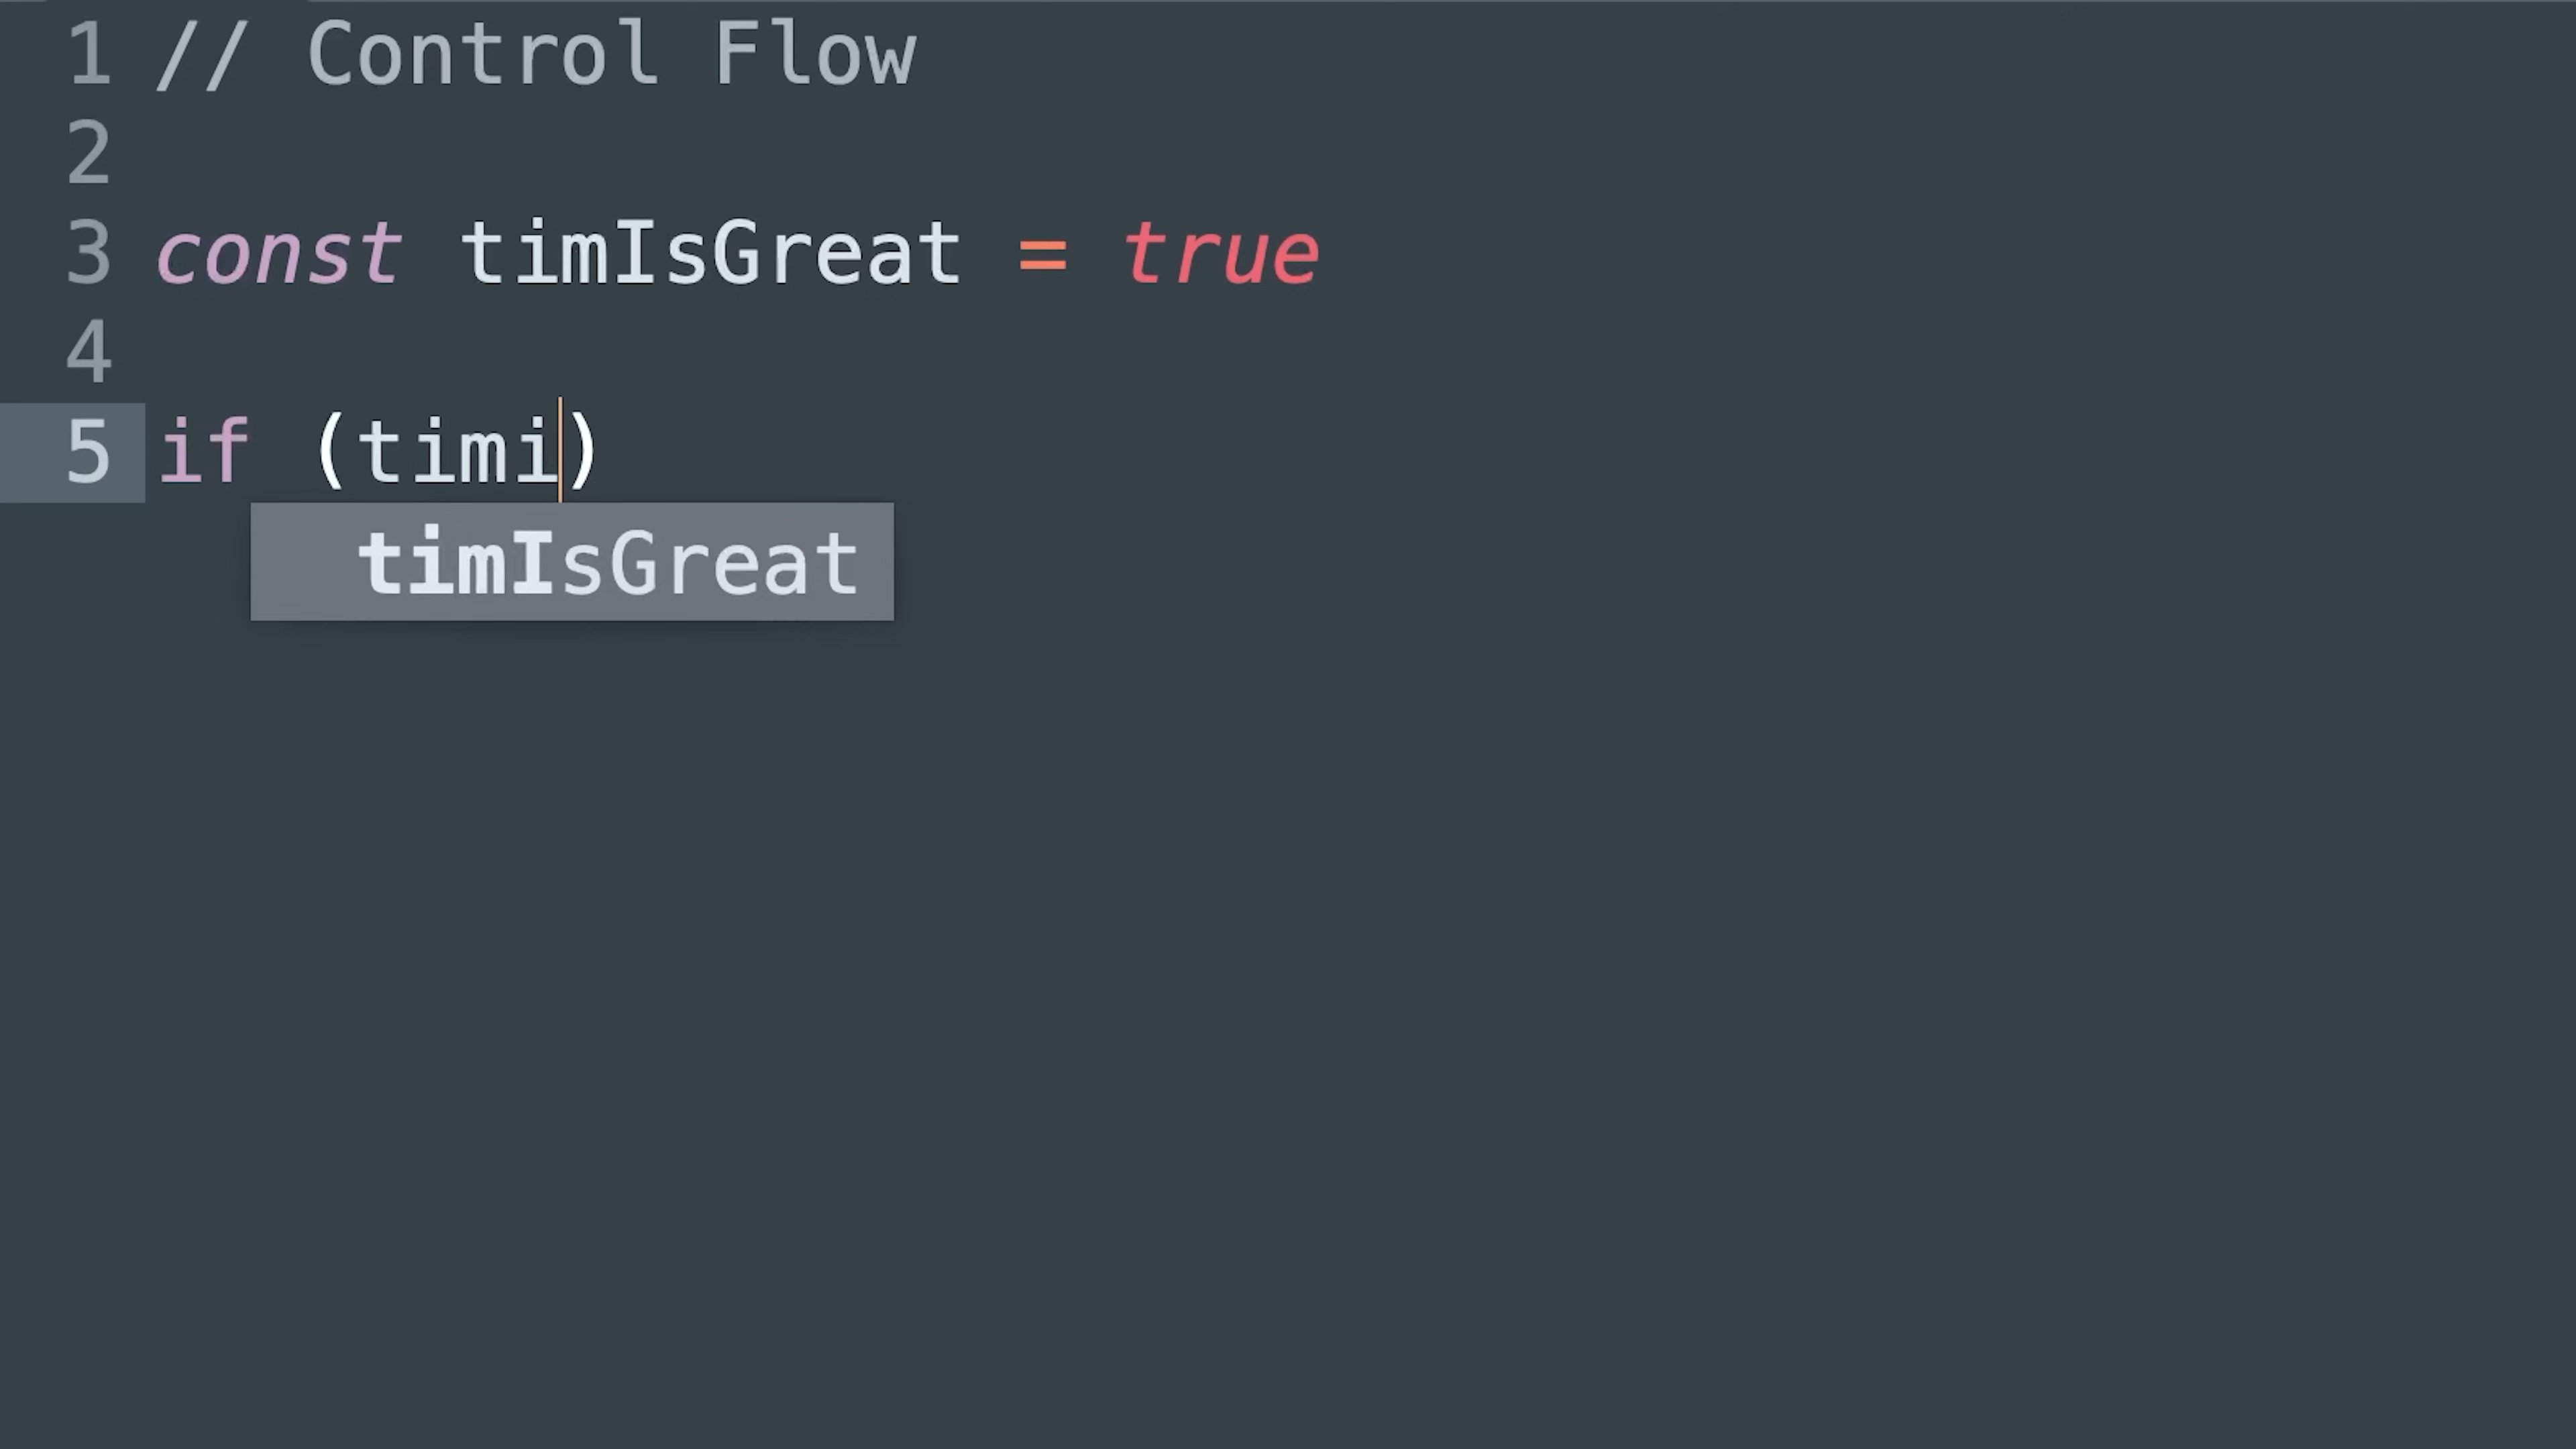 1 // Control Flow
2
3 const timIsGreat = true
4
5 if (timi)
timIsGreat